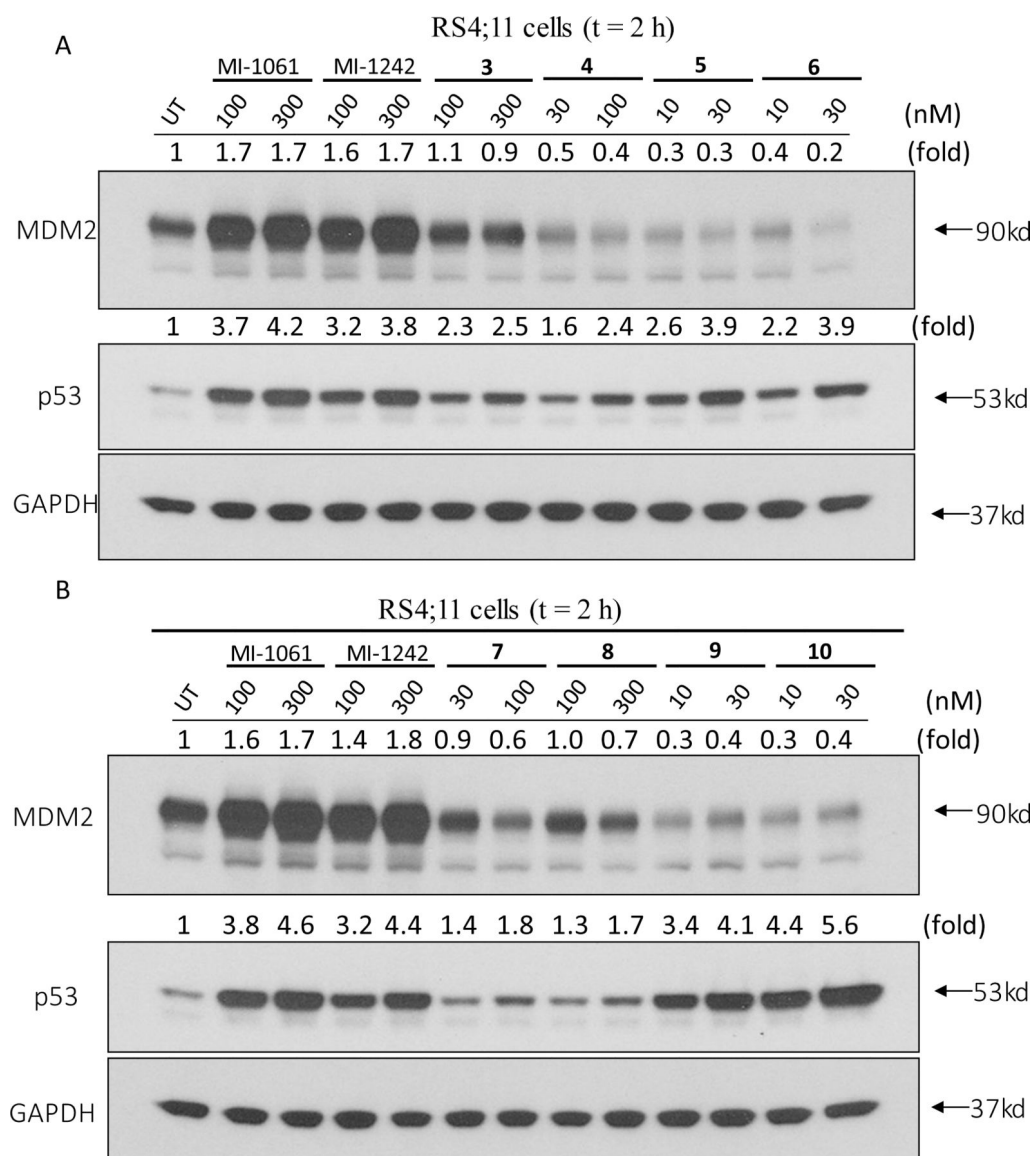 A
RS4;11 cells (t = 2 h)
MI-1061 MI-1242 3 4 5 6
UT 100 300 100 300 100 300 30 100 10 30 10 30 (nM)
1 1.7 1.7 1.6 1.7 1.1 0.9 0.5 0.4 0.3 0.3 0.4 0.2 (fold)
MDM2 90kd
1 3.7 4.2 3.2 3.8 2.3 2.5 1.6 2.4 2.6 3.9 2.2 3.9 (fold)
p53 53kd
GAPDH 37kd
B
RS4;11 cells (t = 2 h)
MI-1061 MI-1242 7 8 9 10
UT 100 300 100 300 30 100 100 300 10 30 10 30 (nM)
1 1.6 1.7 1.4 1.8 0.9 0.6 1.0 0.7 0.3 0.4 0.3 0.4 (fold)
MDM2 90kd
1 3.8 4.6 3.2 4.4 1.4 1.8 1.3 1.7 3.4 4.1 4.4 5.6 (fold)
p53 53kd
GAPDH 37kd